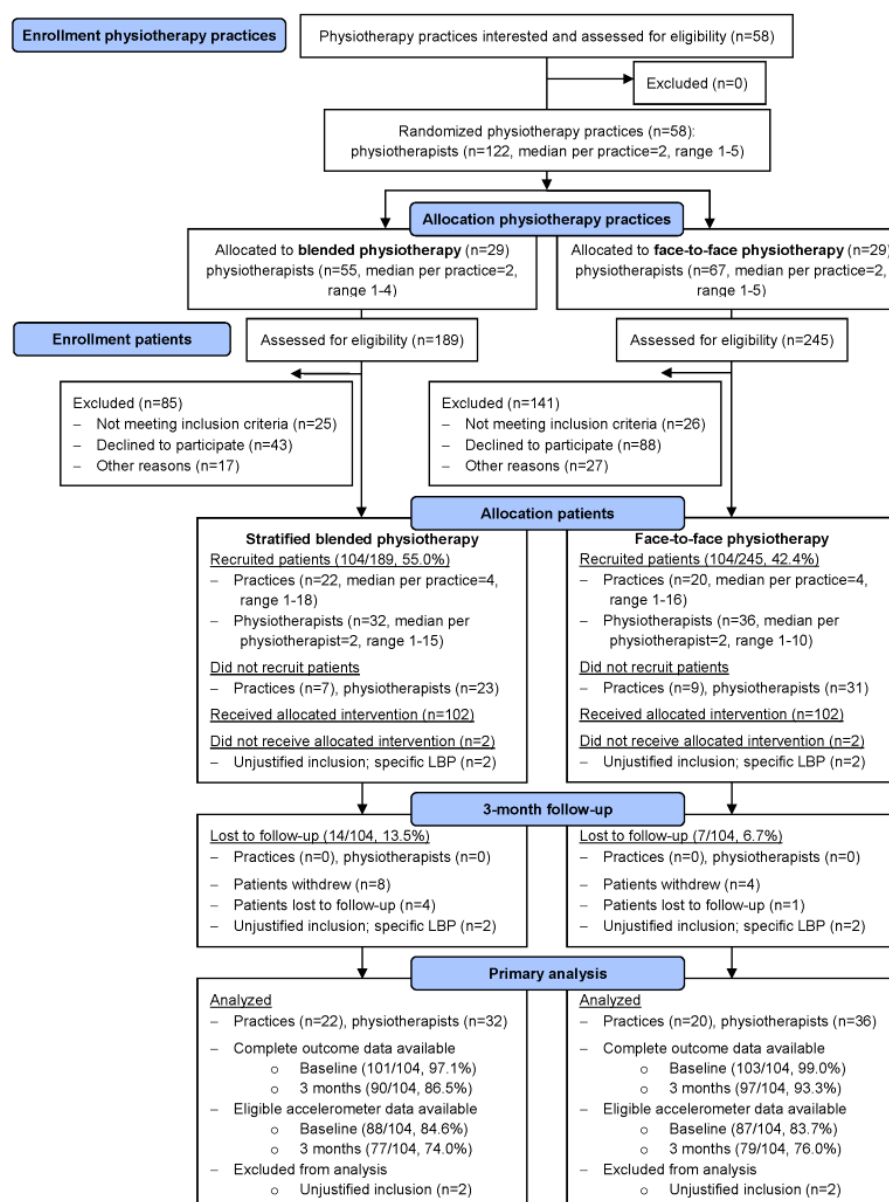 Enrollment physiotherapy practices
Physiotherapy practices interested and assessed for eligibility (n=58)
Excluded (n=0)
Randomized physiotherapy practices (n=58):
physiotherapists (n=122, median per practice=2, range 1-5)
Allocation physiotherapy practices
Allocated to blended physiotherapy (n=29)
physiotherapists (n=55, median per practice=2,
range 1-4)
Allocated to face-to-face physiotherapy (n=29)
physiotherapists (n=67, median per practice=2,
range 1-5)
Enrollment patients
Assessed for eligibility (n=189)
Assessed for eligibility (n=245)
Excluded (n=85)
– Not meeting inclusion criteria (n=25)
– Declined to participate (n=43)
– Other reasons (n=17)
Excluded (n=141)
– Not meeting inclusion criteria (n=26)
– Declined to participate (n=88)
– Other reasons (n=27)
Allocation patients
Stratified blended physiotherapy
Recruited patients (104/189, 55.0%)
– Practices (n=22, median per practice=4,
range 1-18)
– Physiotherapists (n=32, median per
physiotherapist=2, range 1-15)
Did not recruit patients
– Practices (n=7), physiotherapists (n=23)
Received allocated intervention (n=102)
Did not receive allocated intervention (n=2)
– Unjustified inclusion; specific LBP (n=2)
Face-to-face physiotherapy
Recruited patients (104/245, 42.4%)
– Practices (n=20, median per practice=4,
range 1-16)
– Physiotherapists (n=36, median per
physiotherapist=2, range 1-10)
Did not recruit patients
– Practices (n=9), physiotherapists (n=31)
Received allocated intervention (n=102)
Did not receive allocated intervention (n=2)
– Unjustified inclusion; specific LBP (n=2)
3-month follow-up
Lost to follow-up (14/104, 13.5%)
– Practices (n=0), physiotherapists (n=0)
– Patients withdrew (n=8)
– Patients lost to follow-up (n=4)
– Unjustified inclusion; specific LBP (n=2)
Lost to follow-up (7/104, 6.7%)
– Practices (n=0), physiotherapists (n=0)
– Patients withdrew (n=4)
– Patients lost to follow-up (n=1)
– Unjustified inclusion; specific LBP (n=2)
Primary analysis
Analyzed
– Practices (n=22), physiotherapists (n=32)
– Complete outcome data available
o Baseline (101/104, 97.1%)
o 3 months (90/104, 86.5%)
– Eligible accelerometer data available
o Baseline (88/104, 84.6%)
o 3 months (77/104, 74.0%)
– Excluded from analysis
o Unjustified inclusion (n=2)
Analyzed
– Practices (n=20), physiotherapists (n=36)
– Complete outcome data available
o Baseline (103/104, 99.0%)
o 3 months (97/104, 93.3%)
– Eligible accelerometer data available
o Baseline (87/104, 83.7%)
o 3 months (79/104, 76.0%)
– Excluded from analysis
o Unjustified inclusion (n=2)